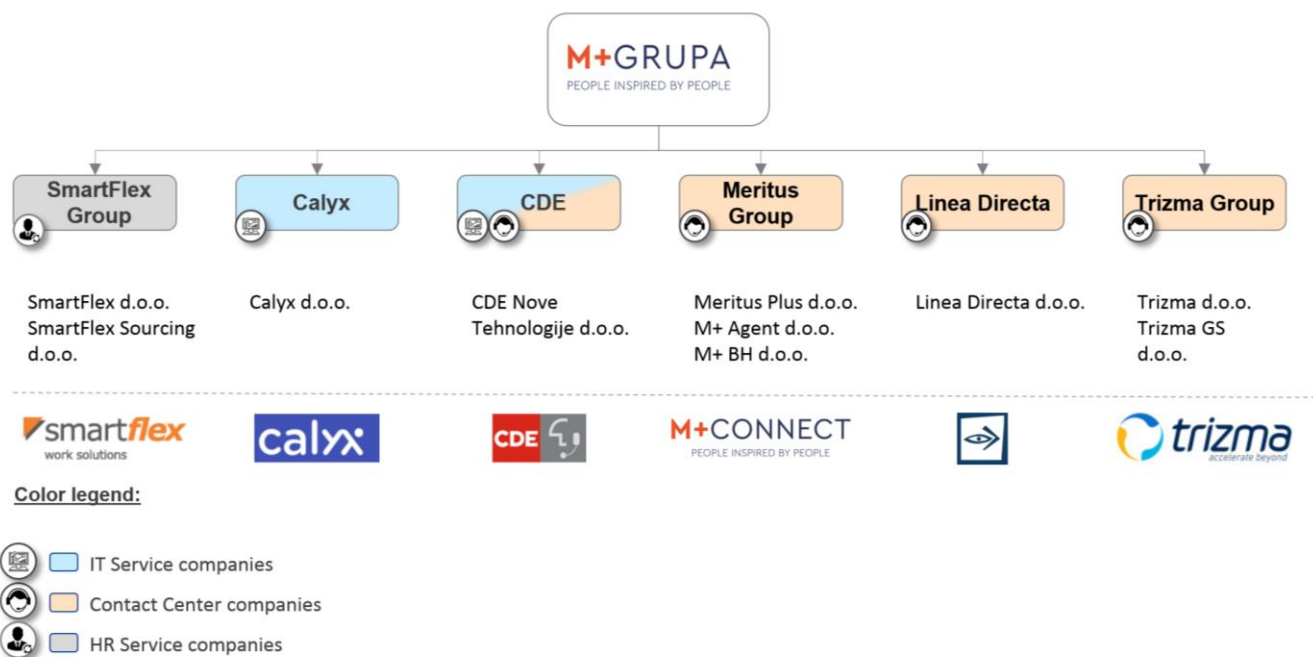 M+GRUPA
PEOPLE INSPIRED BY PEOPLE
SmartFlex
Group
Calyx
CDE
Meritus
Group
Linea Directa
Trizma Group
SmartFlex d.o.o.
SmartFlex Sourcing
d.o.o.
Calyx d.o.o.
CDE Nove
Tehnologije d.o.o.
Meritus Plus d.o.o.
M+ Agent d.o.o.
M+ BH d.o.o.
Linea Directa d.o.o.
Trizma d.o.o.
Trizma GS
d.o.o.
smartflex
work solutions
calyx
CDE
M+CONNECT
PEOPLE INSPIRED BY PEOPLE
trizma
accelerate beyond
Color legend:
IT Service companies
Contact Center companies
HR Service companies